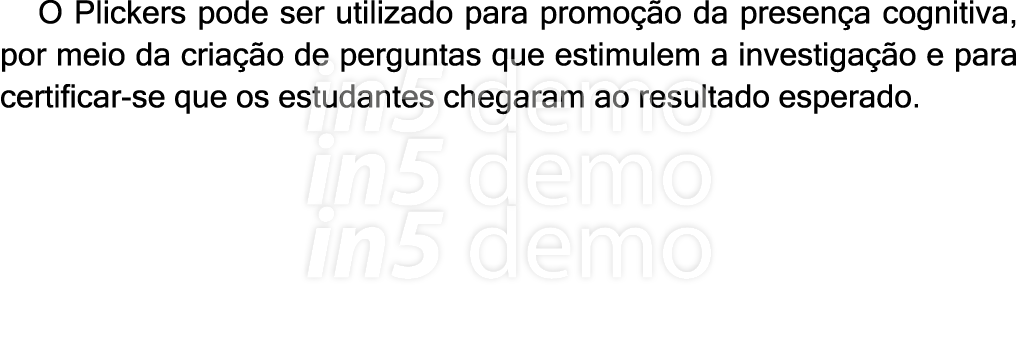 O Plickers pode ser utilizado para promoção da presença cognitiva,
por meio da criação de perguntas que estimulem a investigação e para
certificar-se que os estudantes chegaram ao resultado esperado.
in5 demo
in5 demo
in5 demo